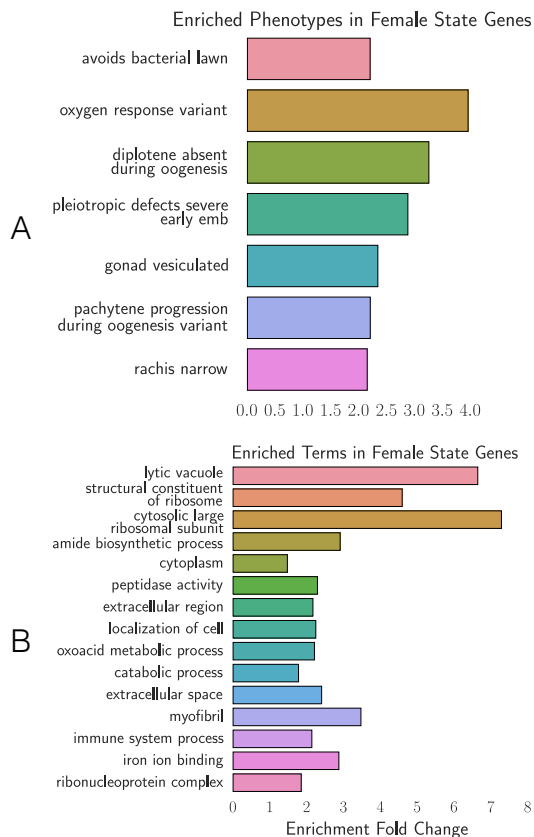 Enriched Phenotypes in Female State Genes
avoids bacterial lawn
oxygen response variant
diplotene absent
during oogenesis
pleiotropic defects severe
early emb
A
gonad vesiculated
pachytene progression
during oogenesis variant
rachis narrow
0.0 0.5 1.0 1.5 2.0 2.5 3.0 3.5 4.0
Enriched Terms in Female State Genes
lytic vacuole
structural constituent
of ribosome
cytosolic large
ribosomal subunit
amide biosynthetic process
cytoplasm
peptidase activity
extracellular region
localization of cell
B
oxoacid metabolic process
catabolic process
extracellular space
myofibril
immune system process
iron ion binding
ribonucleoprotein complex
0 1 2 3 4 5 6 7 8
Enrichment Fold Change